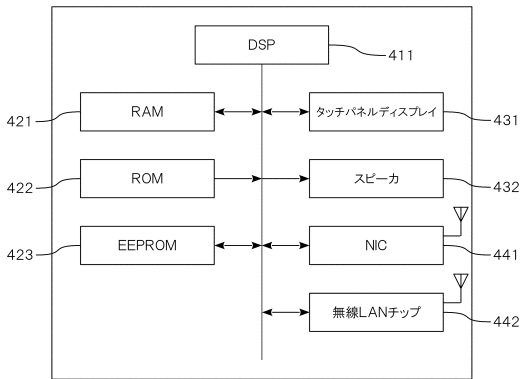 DSP
411
421
RAM
タッチパネルディスプレイ
431
422
ROM
スピーカ
432
423
EEPROM
NIC
441
無線LANチップ
442